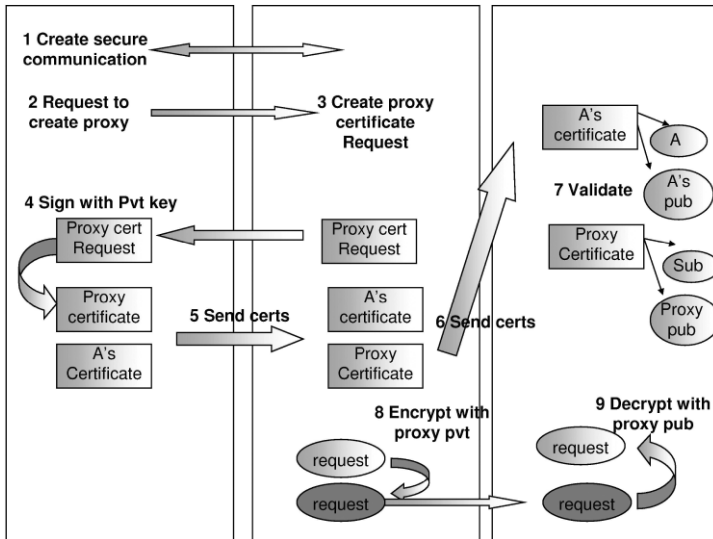 1 Create secure
communication
2 Request to
create proxy
3 Create proxy
certificate
Request
4 Sign with Pvt key
Proxy cert
Request
Proxy cert
Request
Proxy
certificate
A's
Certificate
5 Send certs
A's
certificate
Proxy
Certificate
6 Send certs
A's
certificate
A
7 Validate
A's
pub
Proxy
Certificate
Sub
Proxy
pub
8 Encrypt with
proxy pvt
request
request
9 Decrypt with
proxy pub
request
request